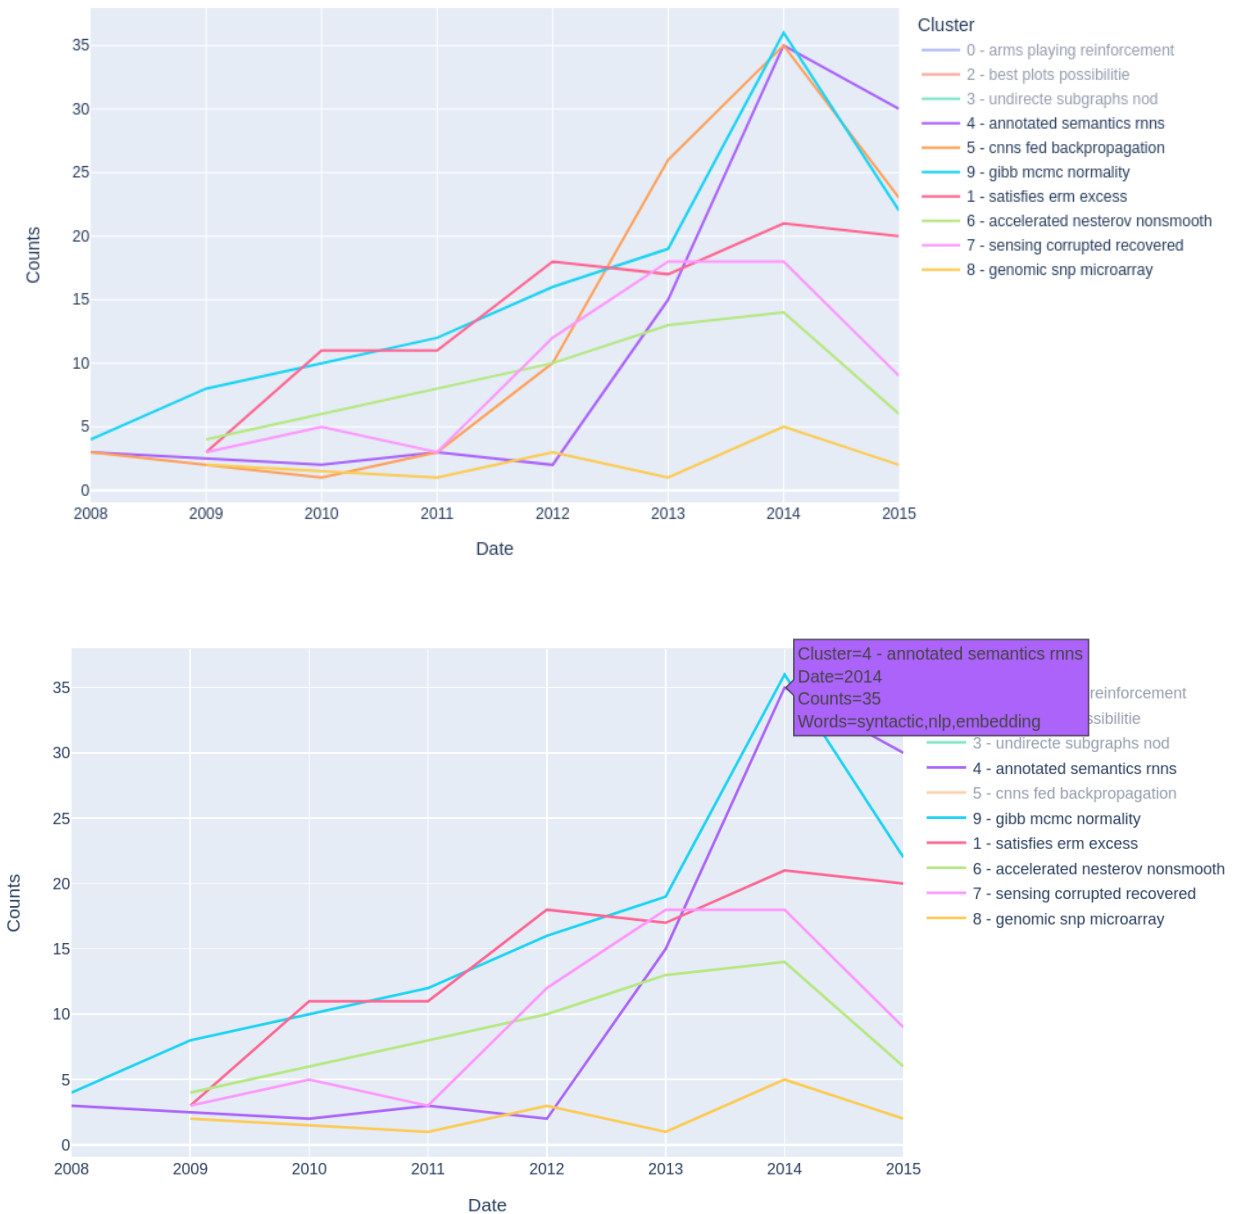 Cluster
0 - arms playing reinforcement
2 - best plots possibilitie
3 - undirecte subgraphs nod
4 - annotated semantics rnns
5 - cnns fed backpropagation
9 - gibb mcmc normality
1 - satisfies erm excess
6 - accelerated nesterov nonsmooth
7 - sensing corrupted recovered
8 - genomic snp microarray
35
30
25
20
15
10
5
0
Counts
2008 2009 2010 2011 2012 2013 2014 2015
Date
Cluster=4 - annotated semantics rnns
Date=2014
Counts=35
Words=syntactic,nlp,embedding
reinforcement
ssibilitie
3 - undirecte subgraphs nod
4 - annotated semantics rnns
5 - cnns fed backpropagation
9 - gibb mcmc normality
1 - satisfies erm excess
6 - accelerated nesterov nonsmooth
7 - sensing corrupted recovered
8 - genomic snp microarray
35
30
25
20
15
10
5
0
Counts
2008 2009 2010 2011 2012 2013 2014 2015
Date